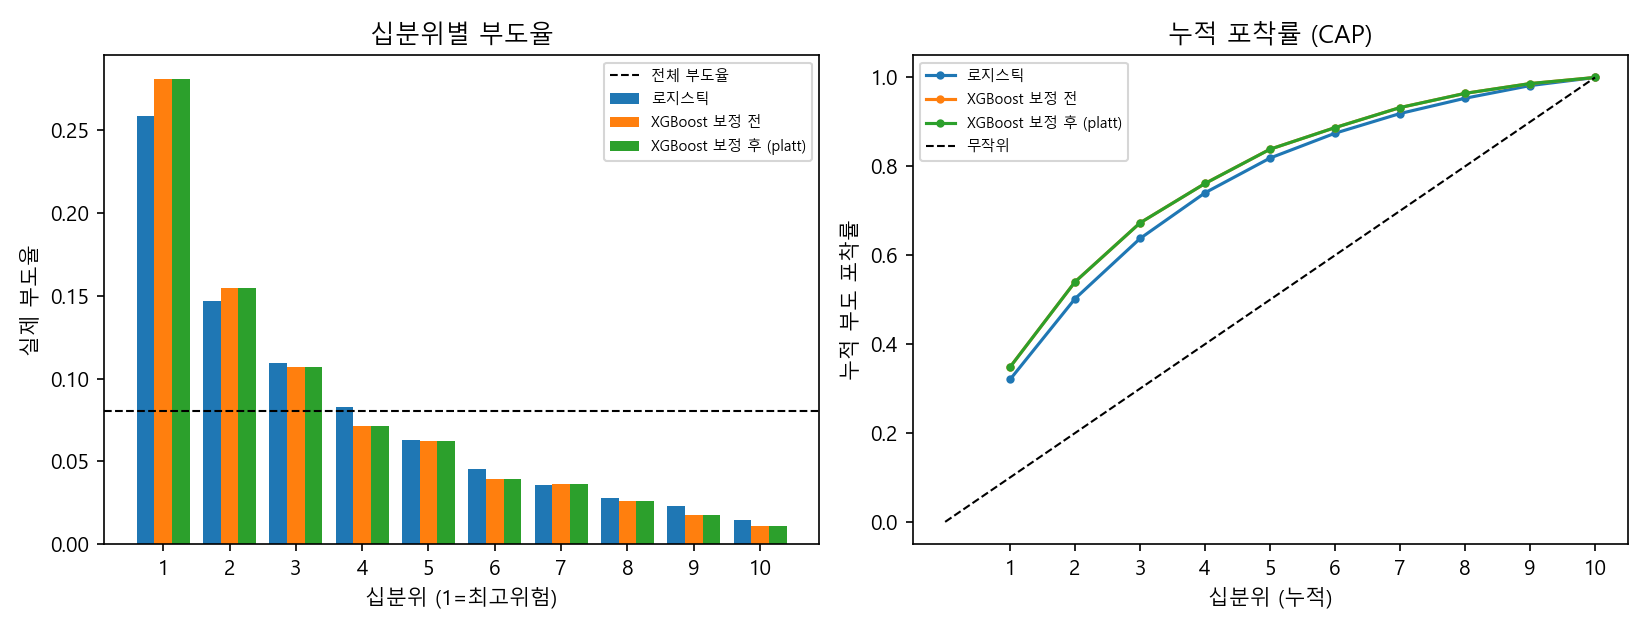 십분위별 부도율
전체 부도율
로지스틱
XGBoost 보정 전
XGBoost 보정 후 (platt)
실제 부도율
0.25
0.20
0.15
0.10
0.05
0.00
1 2 3 4 5 6 7 8 9 10
십분위 (1=최고위험)
누적 포착률 (CAP)
로지스틱
XGBoost 보정 전
XGBoost 보정 후 (platt)
무작위
누적 부도 포착률
1.0
0.8
0.6
0.4
0.2
0.0
1 2 3 4 5 6 7 8 9 10
십분위 (누적)